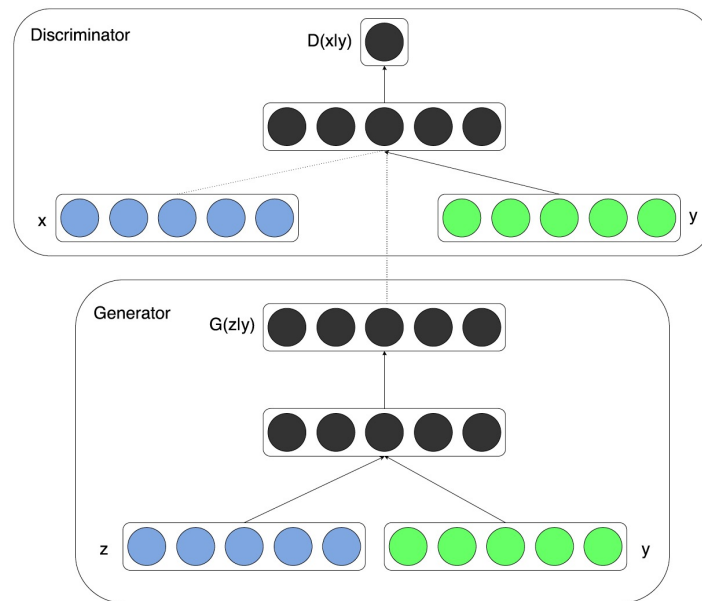 Discriminator
D(x|y)
x
y
Generator
G(z|y)
z
y